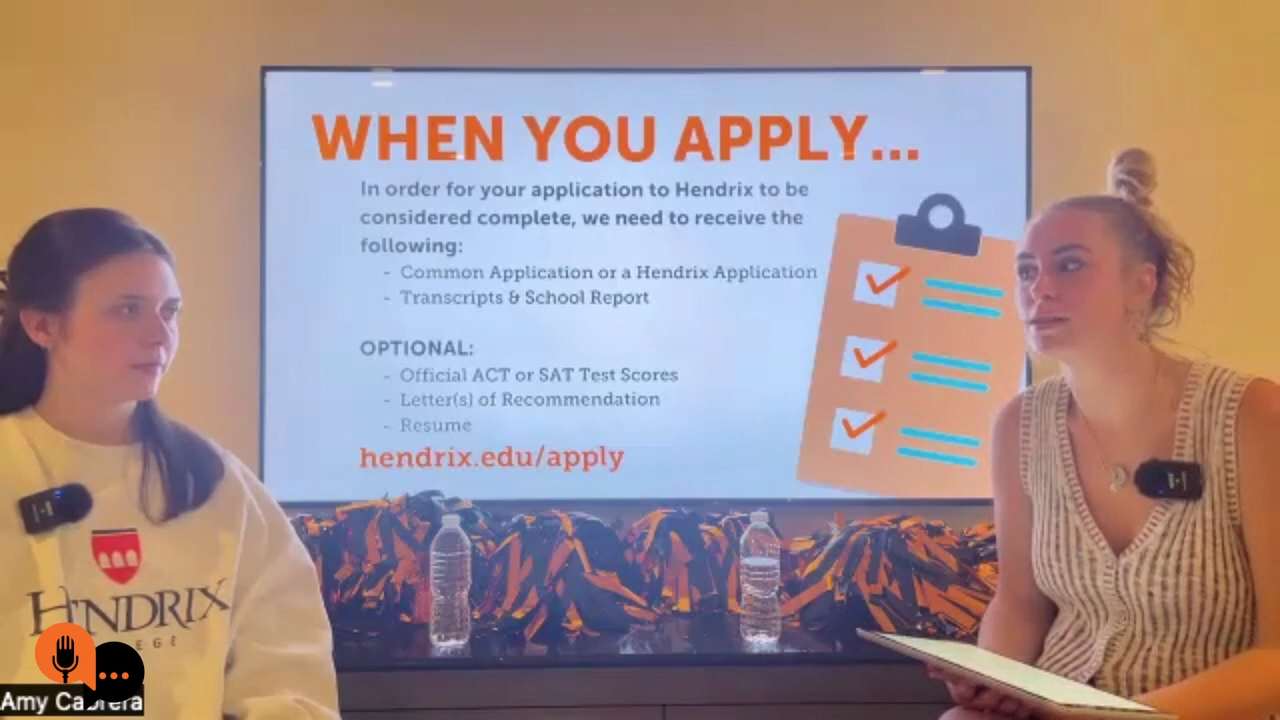 WHEN YOU APPLY...
In order for your application to Hendrix to be
considered complete, we need to receive the
following:
- Common Application or a Hendrix Application
- Transcripts & School Report
OPTIONAL:
- Official ACT or SAT Test Scores
- Letter(s) of Recommendation
- Resume
hendrix.edu/apply
HENDRIX
Amy Cabrera